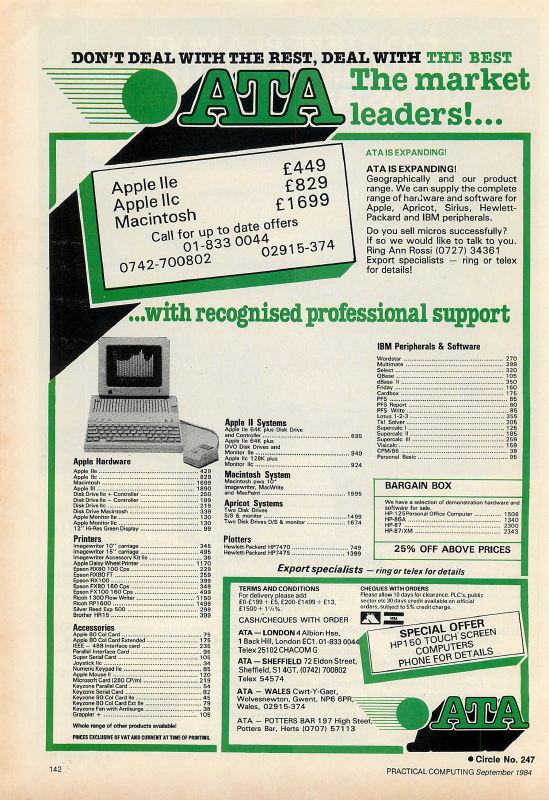 DON'T DEAL WITH THE REST, DEAL WITH THE BEST
ATA
The market
leaders!...
Apple IIe £449
Apple IIc £829
Macintosh £1699
Call for up to date offers
01-833 0044
0742-700802 02915-374
ATA IS EXPANDING!
ATA IS EXPANDING!
Geographically and our product
range. We can supply the complete
range of hardware and software for
Apple, Apricot, Sirius, Hewlett-
Packard and IBM peripherals.
Do you sell micros successfully?
If so we would like to talk to you.
Ring Ann Rossi (0727) 34361
Export specialists — ring or telex
for details!
...with recognised professional support
Apple Hardware
Apple IIe 429
Apple IIc 829
Macintosh 1699
Apple III 1890
Disk Drive IIe + Controller 250
Disk Drive IIe - Controller 199
Disk Drive IIc 219
Disk Drive Macintosh 339
Apple Monitor IIe 130
Apple Monitor IIc 130
12" Hi-Res Green Display 99
Printers
Imagewriter 10" carriage 345
Imagewriter 15" carriage 495
Imagewriter Accessory Kit IIe 36
Apple Daisy Wheel Printer 1170
Epson RX80 100 Cps 229
Epson RX80 FT 259
Epson RX100 399
Epson FX80 160 Cps 349
Epson FX100 160 Cps 499
Ricoh 1300 Flow Writer 1150
Ricoh RP1600 1499
Silver Reed Exp 500 299
Brother HR15 399
Accessories
Apple 80 Col Card 75
Apple 80 Col Card Extended 175
IEEE - 488 Interface card 235
Parallel Interface Card 95
Super Serial Card 105
Joystick IIc 34
Numeric Keypad IIe 85
Apple Mouse II 120
Microsoft Card (Z80 CP/m) 219
Keyzone Parallel Card 54
Keyzone Serial Card 82
Keyzone 80 Col Card IIe 45
Keyzone 80 Col Card Ext IIe 79
Keyzone Fan with Antisurge 38
Grappler + 105
Whole range of other products available!
PRICES EXCLUSIVE OF VAT AND CURRENT AT TIME OF PRINTING.
Apple II Systems
Apple IIe 64K plus Disk Drive
and Controller 695
Apple IIe 64K plus
DVO Disk Drives and
Monitor IIe 949
Apple IIc 128K plus
Monitor IIc 924
Macintosh System
Macintosh pws 10"
Imagewriter, MacWrite
and MacPaint 1995
Apricot Systems
Two Disk Drives
S/S & monitor 1499
Two Disk Drives D/S & monitor 1674
Plotters
Hewlett-Packard HP7470 749
Hewlett-Packard HP7475 1399
IBM Peripherals & Software
Wordstar 270
Multimate 299
Select 320
QBase 105
dBase II 350
Friday 160
Cardbox 175
PFS 85
PFS Report 80
PFS Write 85
Lotus 1-2-3 355
Tk! Solver 205
Supercalc I 125
Supercalc II 185
Supercalc III 259
Visicalc 159
CPM/86 39
Personal Basic 95
BARGAIN BOX
We have a selection of demonstration hardware and
software for sale.
HP-125 Personal Office Computer 1508
HP-86A 1340
HP-87 2300
HP-87/XM 2343
25% OFF ABOVE PRICES
Export specialists – ring or telex for details
TERMS AND CONDITIONS
For delivery please add
£0-£199 + £5, £200-£1499 + £13,
£1500 + 1½%.
CASH/CHEQUES WITH ORDER
ATA — LONDON 4 Albion Hse,
1 Back Hill, London EC1. 01-833 0044
Telex 25102 CHACOM G
ATA — SHEFFIELD 72 Eldon Street,
Sheffield, S1 4GT. (0742) 700802
Telex 54574
ATA — WALES Cwrt-Y-Gaer,
Wolvesnewton, Gwent, NP6 6PR,
Wales, 02915-374
ATA — POTTERS BAR 197 High Street,
Potters Bar, Herts (0707) 57113
CHEQUES WITH ORDERS
Please allow 10 days for clearance. PLC's, public
sector etc 30 days credit available on official
orders, subject to 5% credit charge.
VISA
SPECIAL OFFER
HP150 TOUCH SCREEN
COMPUTERS
PHONE FOR DETAILS
ATA
Circle No. 247
142
PRACTICAL COMPUTING September 1984